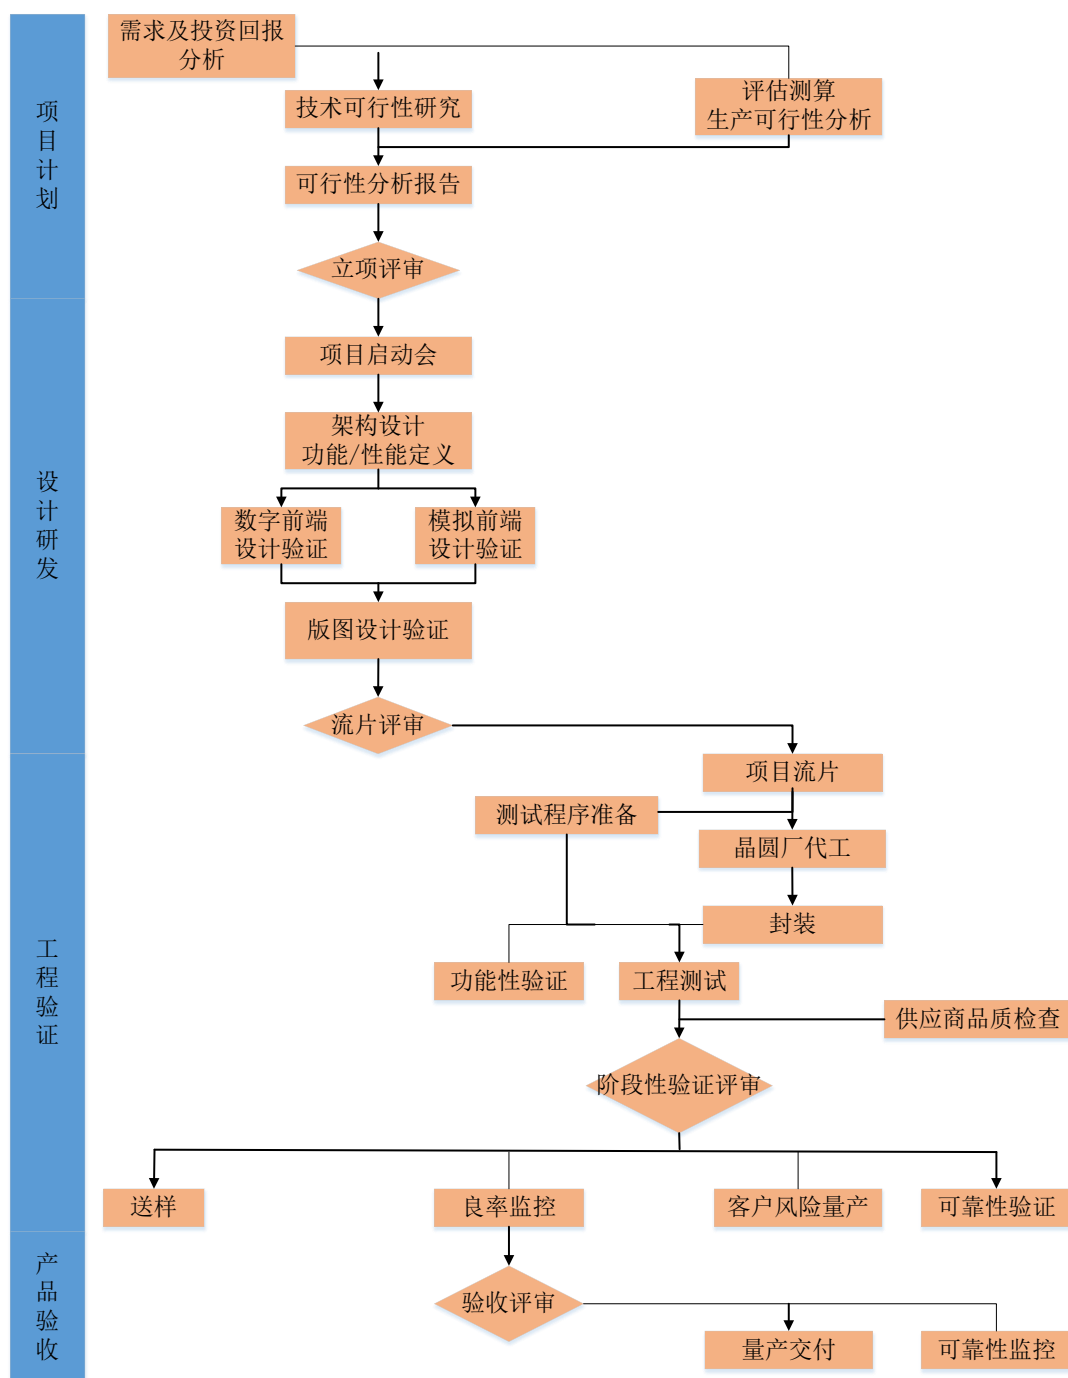 项目计划
需求及投资回报
分析
技术可行性研究
评估测算
生产可行性分析
可行性分析报告
立项评审
设计研发
项目启动会
架构设计
功能/性能定义
数字前端
设计验证
模拟前端
设计验证
版图设计验证
流片评审
工程验证
项目流片
测试程序准备
晶圆厂代工
封装
功能性验证
工程测试
供应商品质检查
阶段性验证评审
送样
良率监控
客户风险量产
可靠性验证
产品验收
验收评审
量产交付
可靠性监控